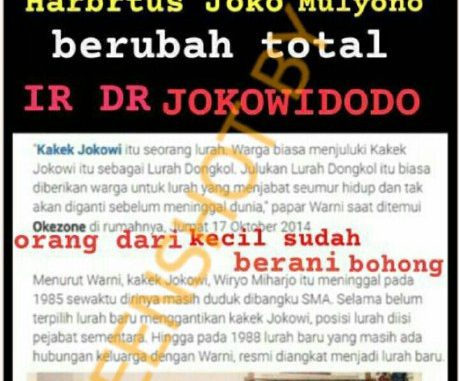 Harbrtus Joko Mulyono
berubah total
IR DR JOKOWIDODO
"Kakek Jokowi itu seorang lurah. Warga biasa menjuluki Kakek
Jokowi itu sebagai Lurah Dongkol. Julukan Lurah Dongkol itu biasa
diberikan warga untuk lurah yang menjabat seumur hidup dan tak
akan diganti sebelum meninggal dunia," papar Warni saat ditemui
Okezone di rumahnya, Jumat 17 Oktober 2014
orang dari kecil sudah
berani bohong
Menurut Warni, kakek Jokowi, Wiryo Miharjo itu meninggal pada
1985 sewaktu dirinya masih duduk dibangku SMA. Selama belum
terpilih lurah baru menggantikan kakek Jokowi, posisi lurah diisi
pejabat sementara. Hingga pada 1988 lurah baru yang masih ada
hubungan keluarga dengan Warni, resmi diangkat menjadi lurah baru.
EENSHOT BY